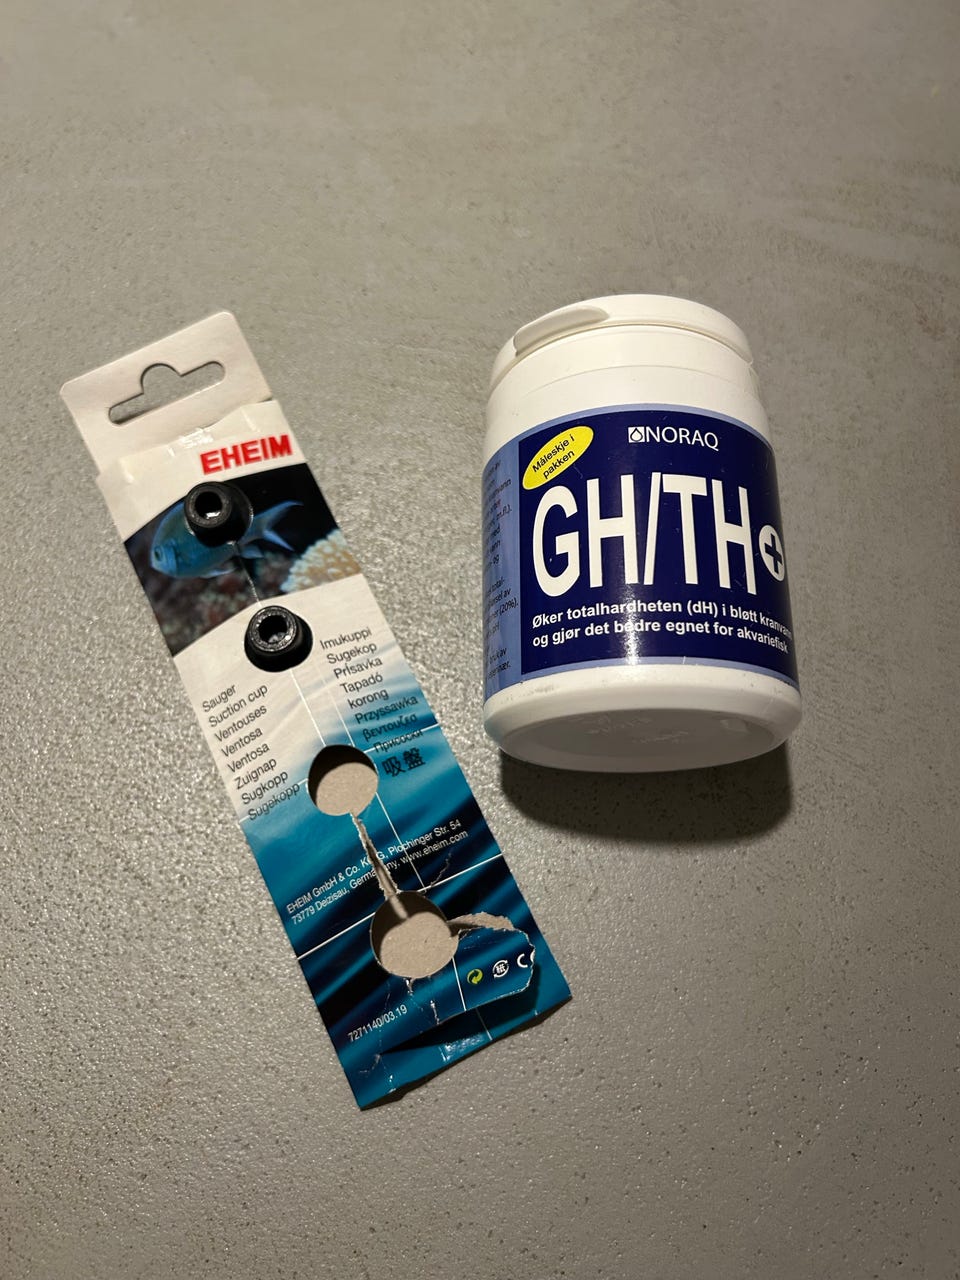 EHEIM
Sauger
Suction cup
Ventouses
Ventosa
Ventosa
Zuignap
Sugkopp
Sugekopp
Imukuppi
Sugekop
Přísavka
Tapadó
korong
Przyssawka
βεντουζεσ
Присоски
吸盤
EHEIM GmbH & Co. KG, Plochinger Str. 54
73779 Deizisau, Germany, www.eheim.com
7271140/03.19
Måleskje i
pakken
NORAQ
GH/TH+
Øker totalhardheten (dH) i bløtt kranvann
og gjør det bedre egnet for akvariefisk